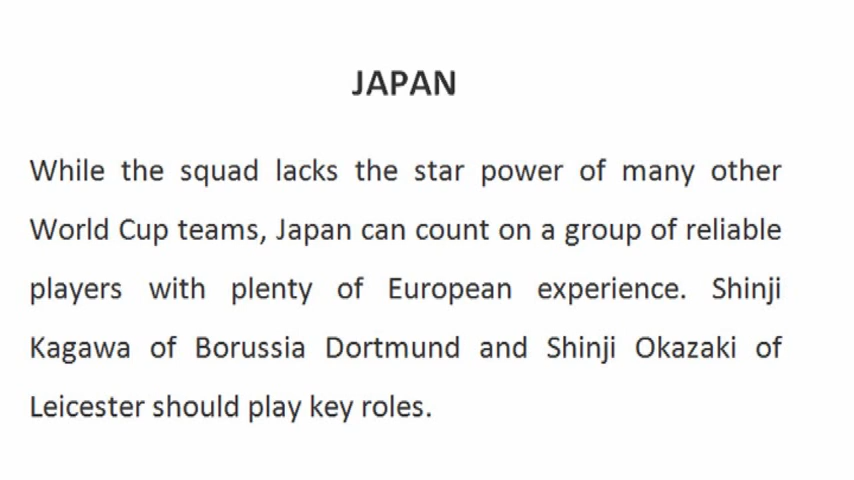 JAPAN
While the squad lacks the star power of many other
World Cup teams, Japan can count on a group of reliable
players with plenty of European experience. Shinji
Kagawa of Borussia Dortmund and Shinji Okazaki of
Leicester should play key roles.